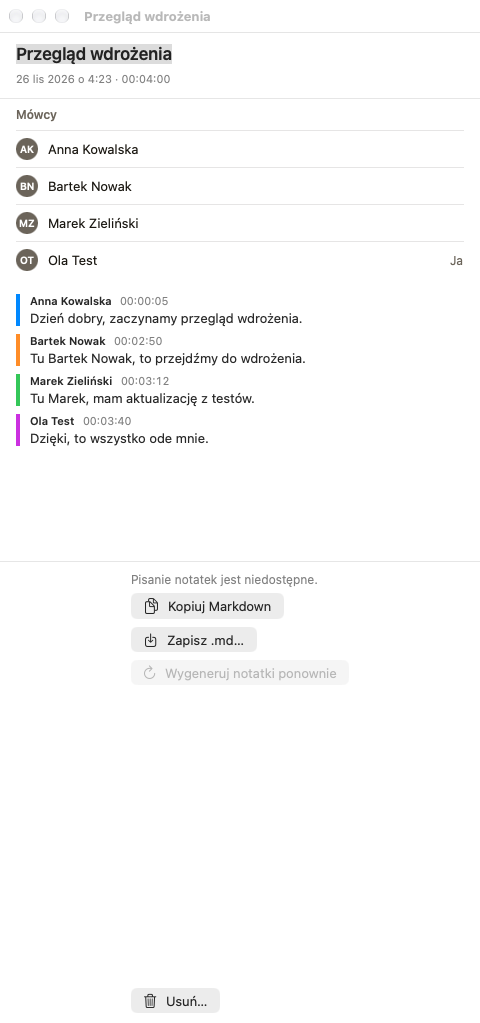 Przegląd wdrożenia
Przegląd wdrożenia
26 lis 2026 o 4:23 · 00:04:00
Mówcy
AK Anna Kowalska
BN Bartek Nowak
MZ Marek Zieliński
OT Ola Test Ja
Anna Kowalska 00:00:05
Dzień dobry, zaczynamy przegląd wdrożenia.
Bartek Nowak 00:02:50
Tu Bartek Nowak, to przejdźmy do wdrożenia.
Marek Zieliński 00:03:12
Tu Marek, mam aktualizację z testów.
Ola Test 00:03:40
Dzięki, to wszystko ode mnie.
Pisanie notatek jest niedostępne.
Kopiuj Markdown
Zapisz .md...
Wygeneruj notatki ponownie
Usuń...